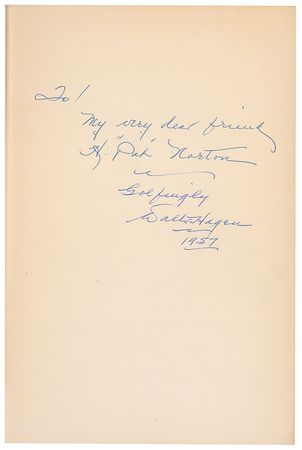 To!
My very dear friend
H. "Pat" Norton
Golfingly
Walter Hagen
1957